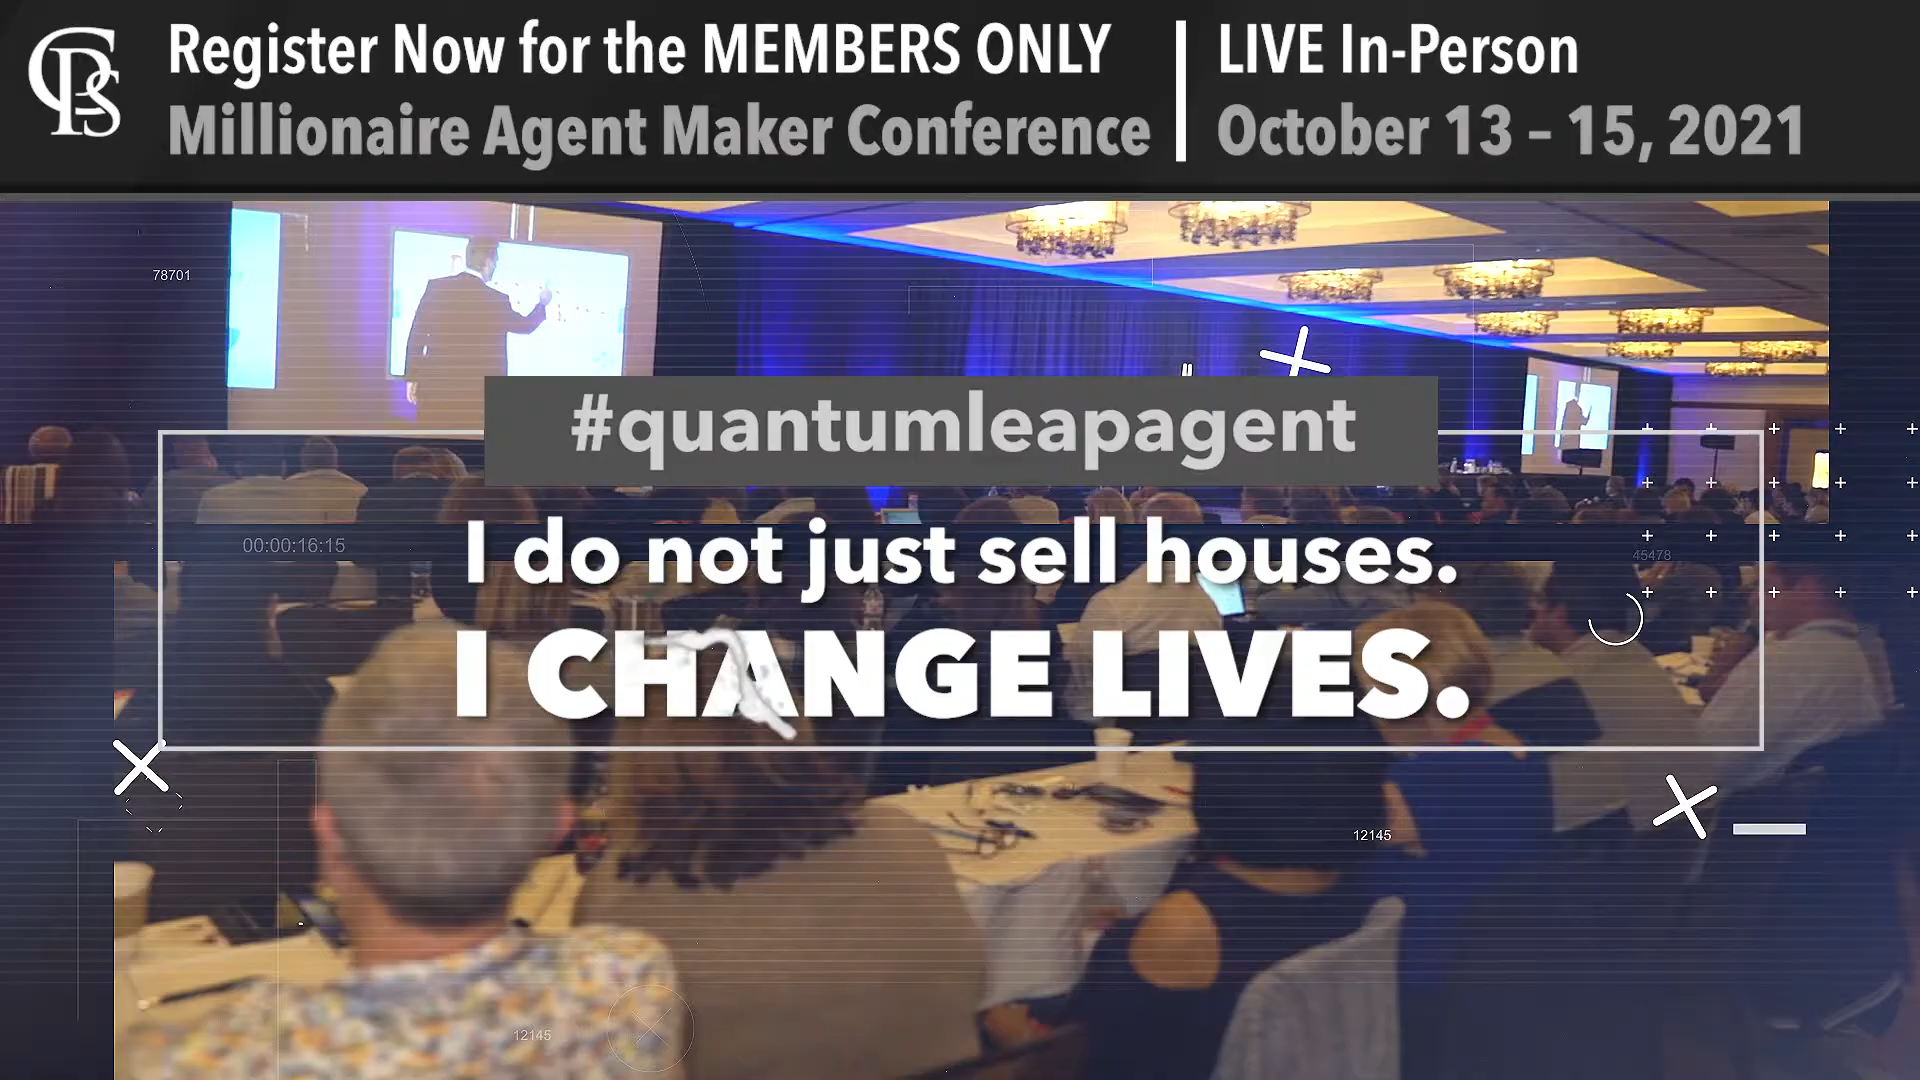 CPS
Register Now for the MEMBERS ONLY
Millionaire Agent Maker Conference
LIVE In-Person
October 13 – 15, 2021
78701
#quantumleapagent
00:00:16:15
I do not just sell houses.
45478
I CHANGE LIVES.
12145
12145